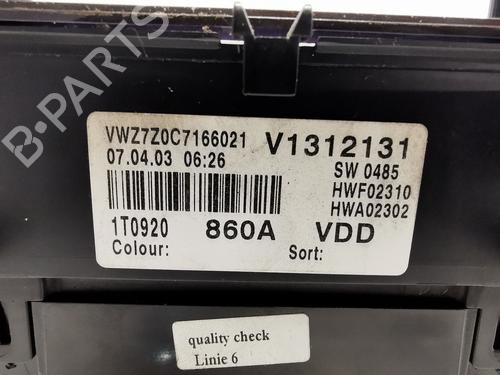 VWZ7Z0C7166021 V1312131
07.04.03 06:26 SW 0485
HWF02310
HWA02302
1T0920 860A VDD
Colour: Sort:
quality check
Linie 6
B-PARTS